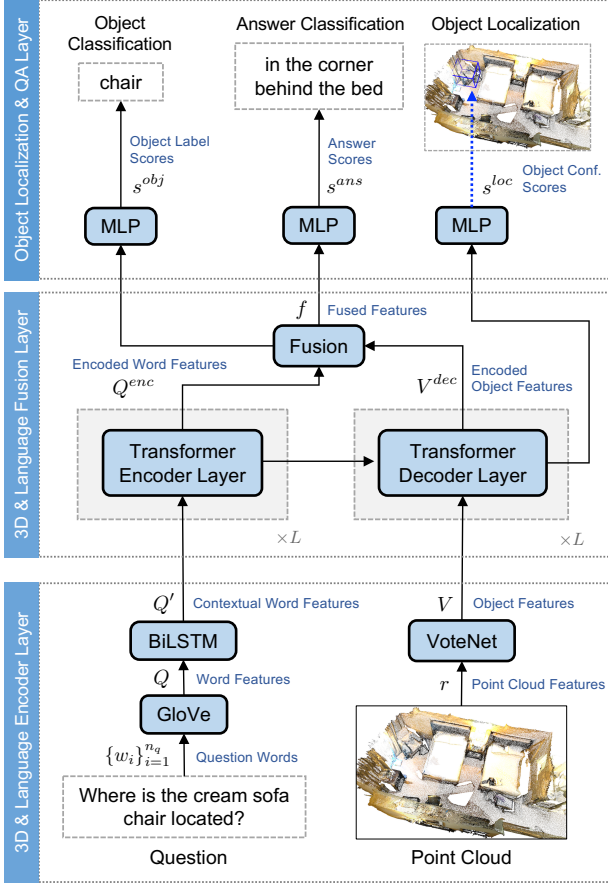 Object Localization & QA Layer
Object
Classification
Answer Classification
Object Localization
chair
in the corner
behind the bed
Object Label
Scores
s^{obj}
Answer
Scores
s^{ans}
Object Conf.
Scores
s^{loc}
MLP
MLP
MLP
3D & Language Fusion Layer
f
Fused Features
Fusion
Encoded Word Features
Q^{enc}
V^{dec}
Encoded
Object Features
Transformer
Encoder Layer
Transformer
Decoder Layer
×L
×L
3D & Language Encoder Layer
Q′
Contextual Word Features
V
Object Features
BiLSTM
VoteNet
Q
Word Features
r
Point Cloud Features
GloVe
{w_i}_{i=1}^{n_q}
Question Words
Where is the cream sofa
chair located?
Question
Point Cloud